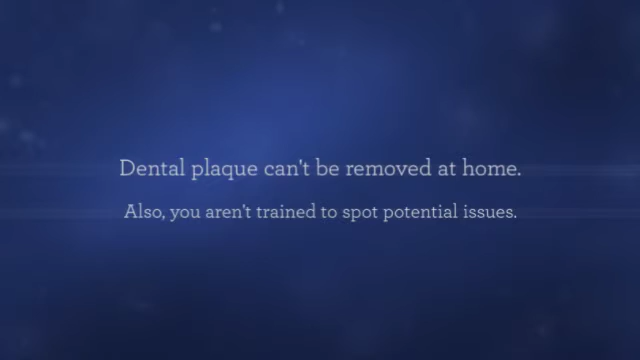 Dental plaque can't be removed at home.
Also, you aren't trained to spot potential issues.